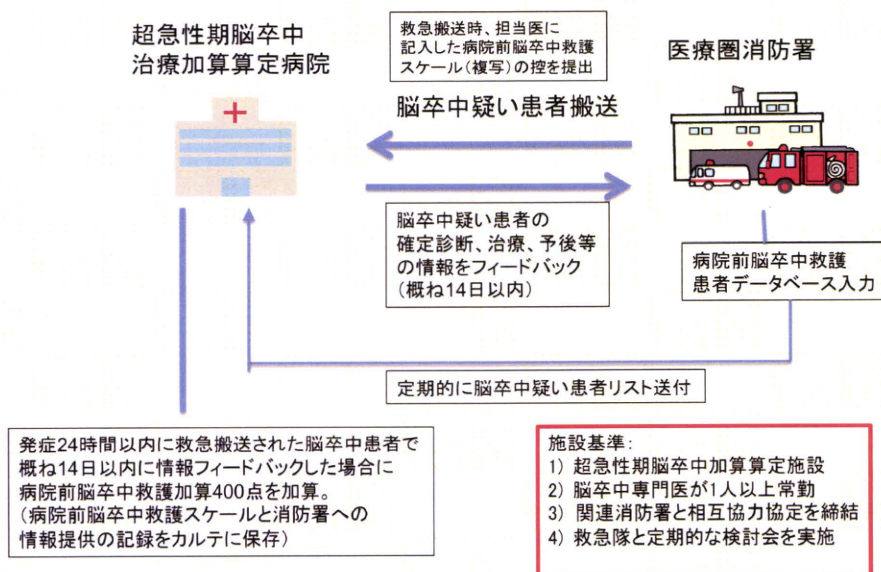 超急性期脳卒中
治療加算算定病院
救急搬送時、担当医に
記入した病院前脳卒中救護
スケール(複写)の控を提出
医療圏消防署
脳卒中疑い患者搬送
脳卒中疑い患者の
確定診断、治療、予後等
の情報をフィードバック
(概ね14日以内)
病院前脳卒中救護
患者データベース入力
定期的に脳卒中疑い患者リスト送付
発症24時間以内に救急搬送された脳卒中患者で
概ね14日以内に情報フィードバックした場合に
病院前脳卒中救護加算400点を加算。
(病院前脳卒中救護スケールと消防署への
情報提供の記録をカルテに保存)
施設基準:
1) 超急性期脳卒中加算算定施設
2) 脳卒中専門医が1人以上常勤
3) 関連消防署と相互協力協定を締結
4) 救急隊と定期的な検討会を実施